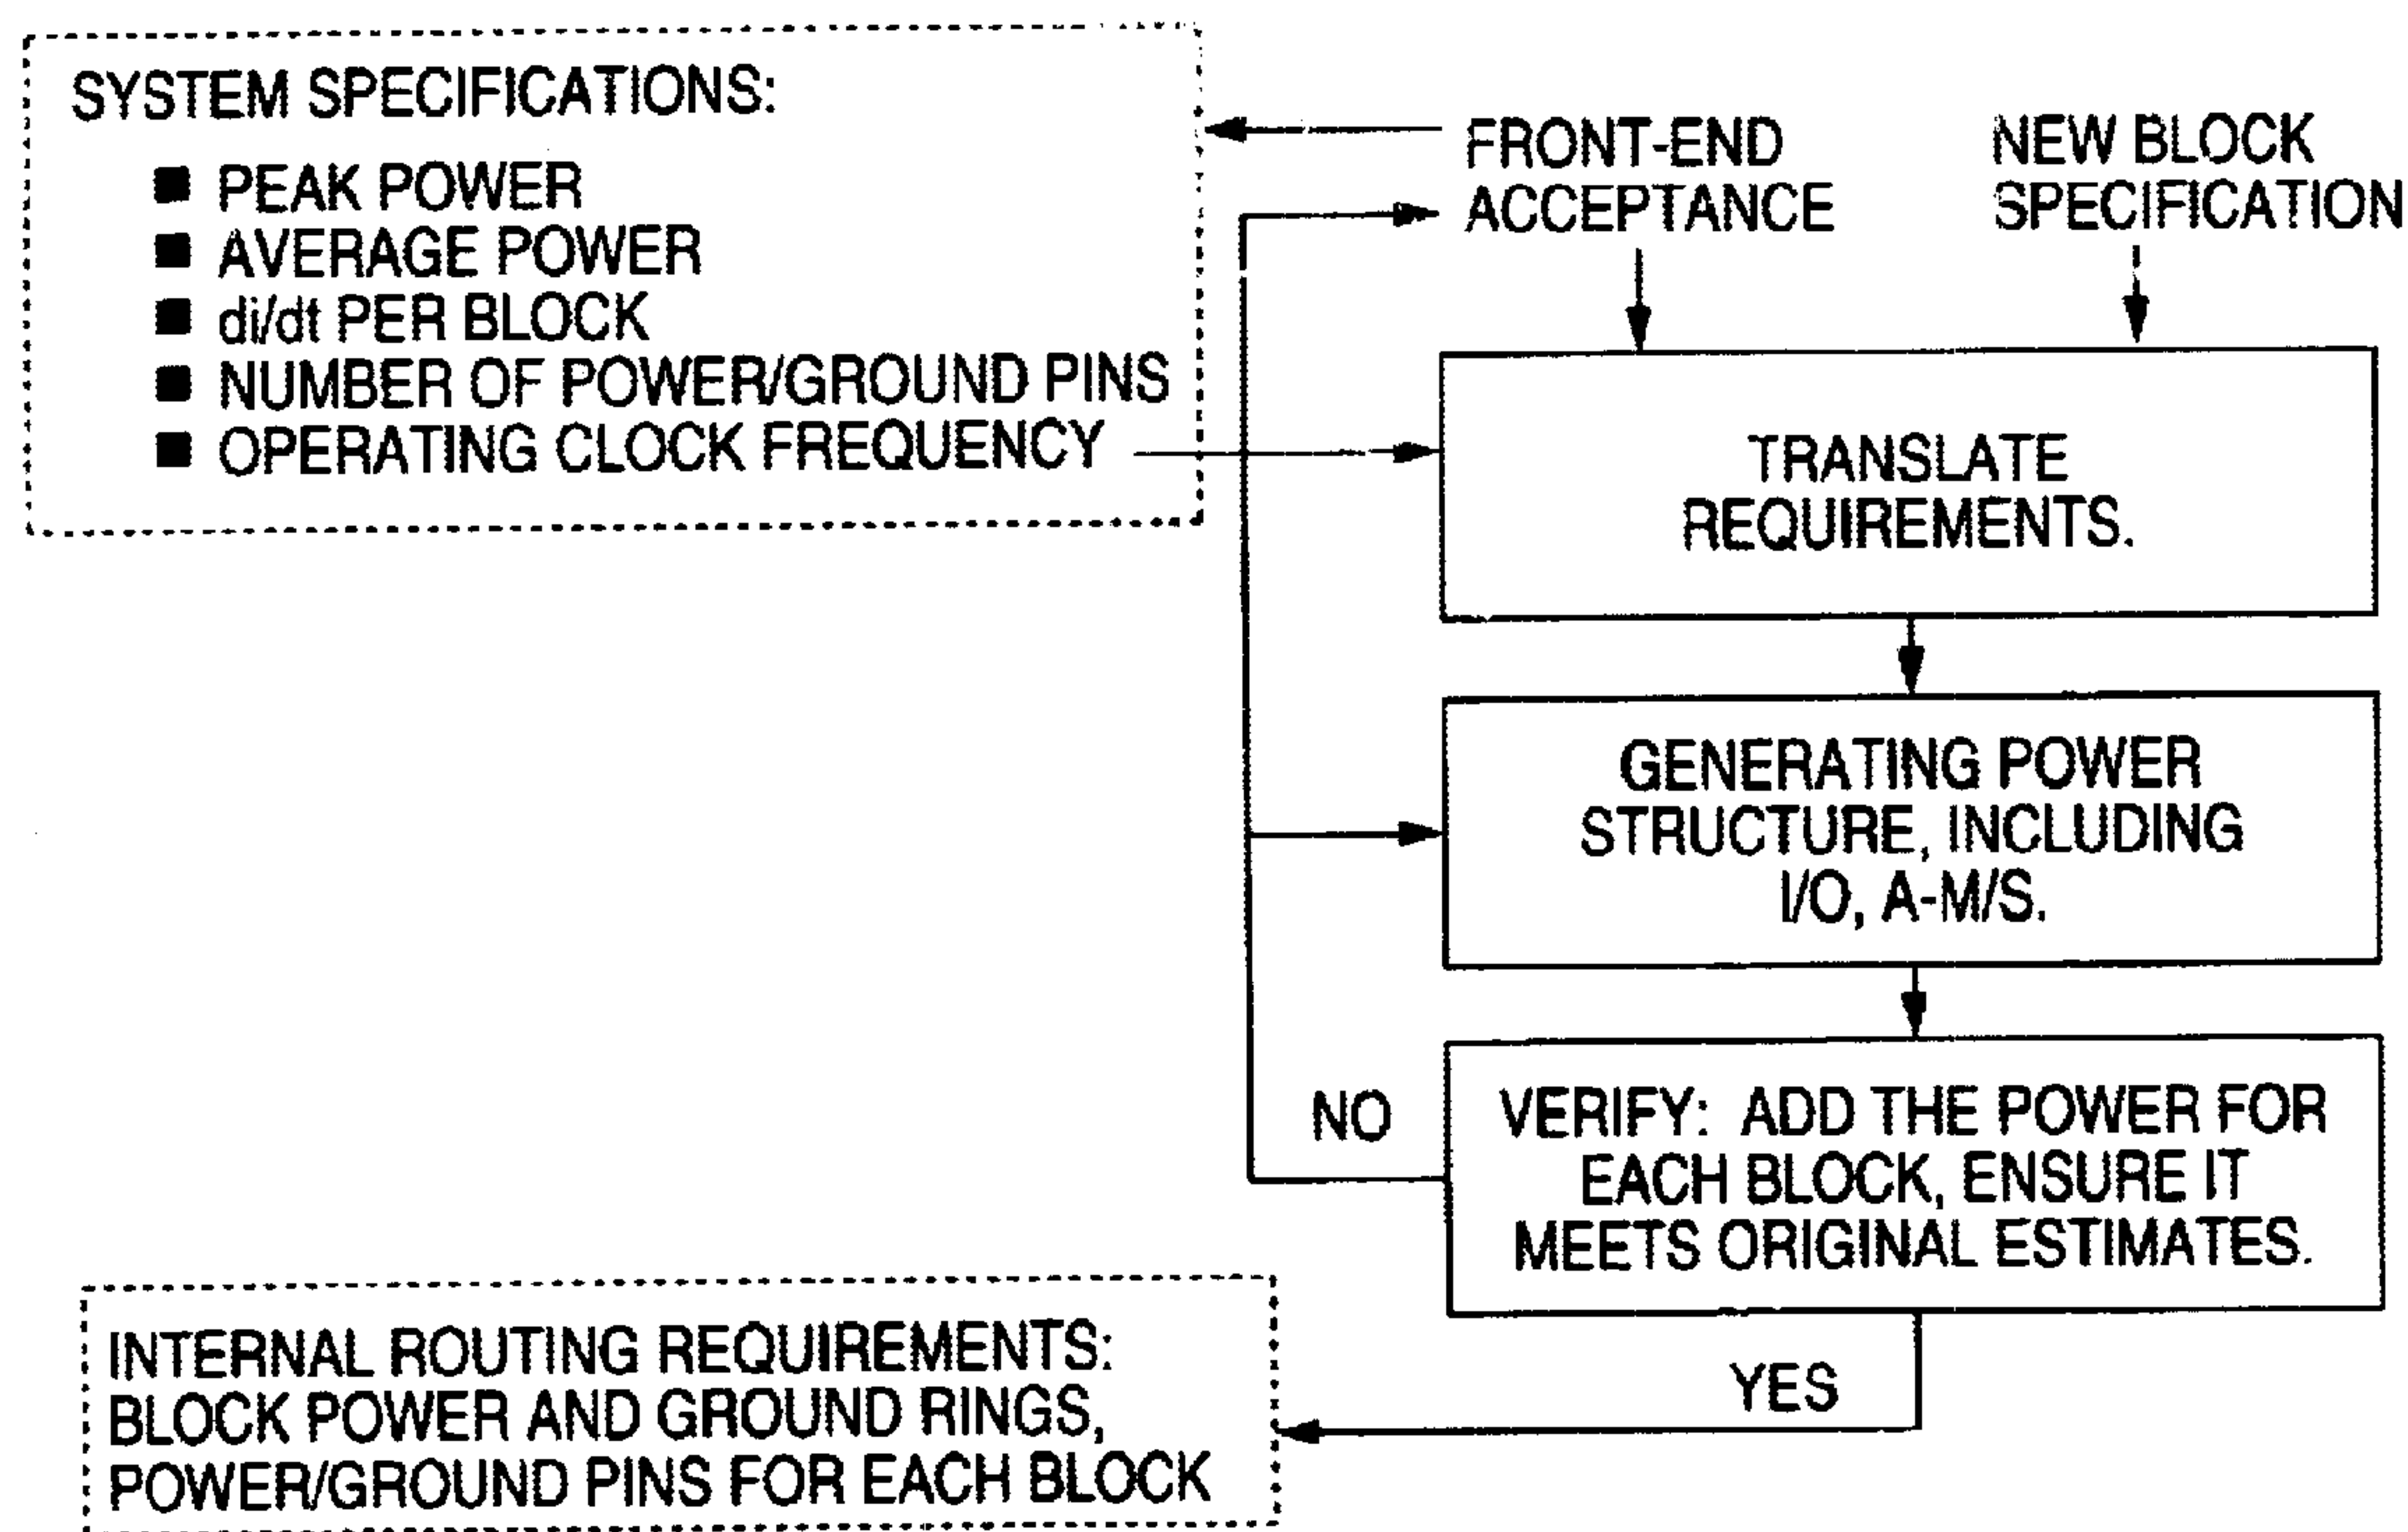 SYSTEM SPECIFICATIONS:
■ PEAK POWER
■ AVERAGE POWER
■ di/dt PER BLOCK
■ NUMBER OF POWER/GROUND PINS
■ OPERATING CLOCK FREQUENCY
FRONT-END
ACCEPTANCE
NEW BLOCK
SPECIFICATION
TRANSLATE
REQUIREMENTS.
GENERATING POWER
STRUCTURE, INCLUDING
I/O, A-M/S.
NO
VERIFY: ADD THE POWER FOR
EACH BLOCK, ENSURE IT
MEETS ORIGINAL ESTIMATES.
YES
INTERNAL ROUTING REQUIREMENTS:
BLOCK POWER AND GROUND RINGS,
POWER/GROUND PINS FOR EACH BLOCK